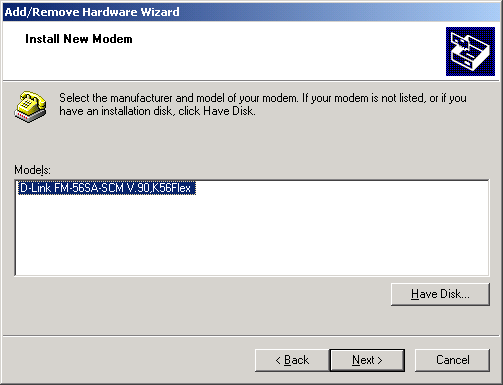 Add/Remove Hardware Wizard
Install New Modem
Select the manufacturer and model of your modem. If your modem is not listed, or if you
have an installation disk, click Have Disk.
Models:
D-Link FM-56SA-SCM V.90,K56Flex
Have Disk...
< Back
Next >
Cancel